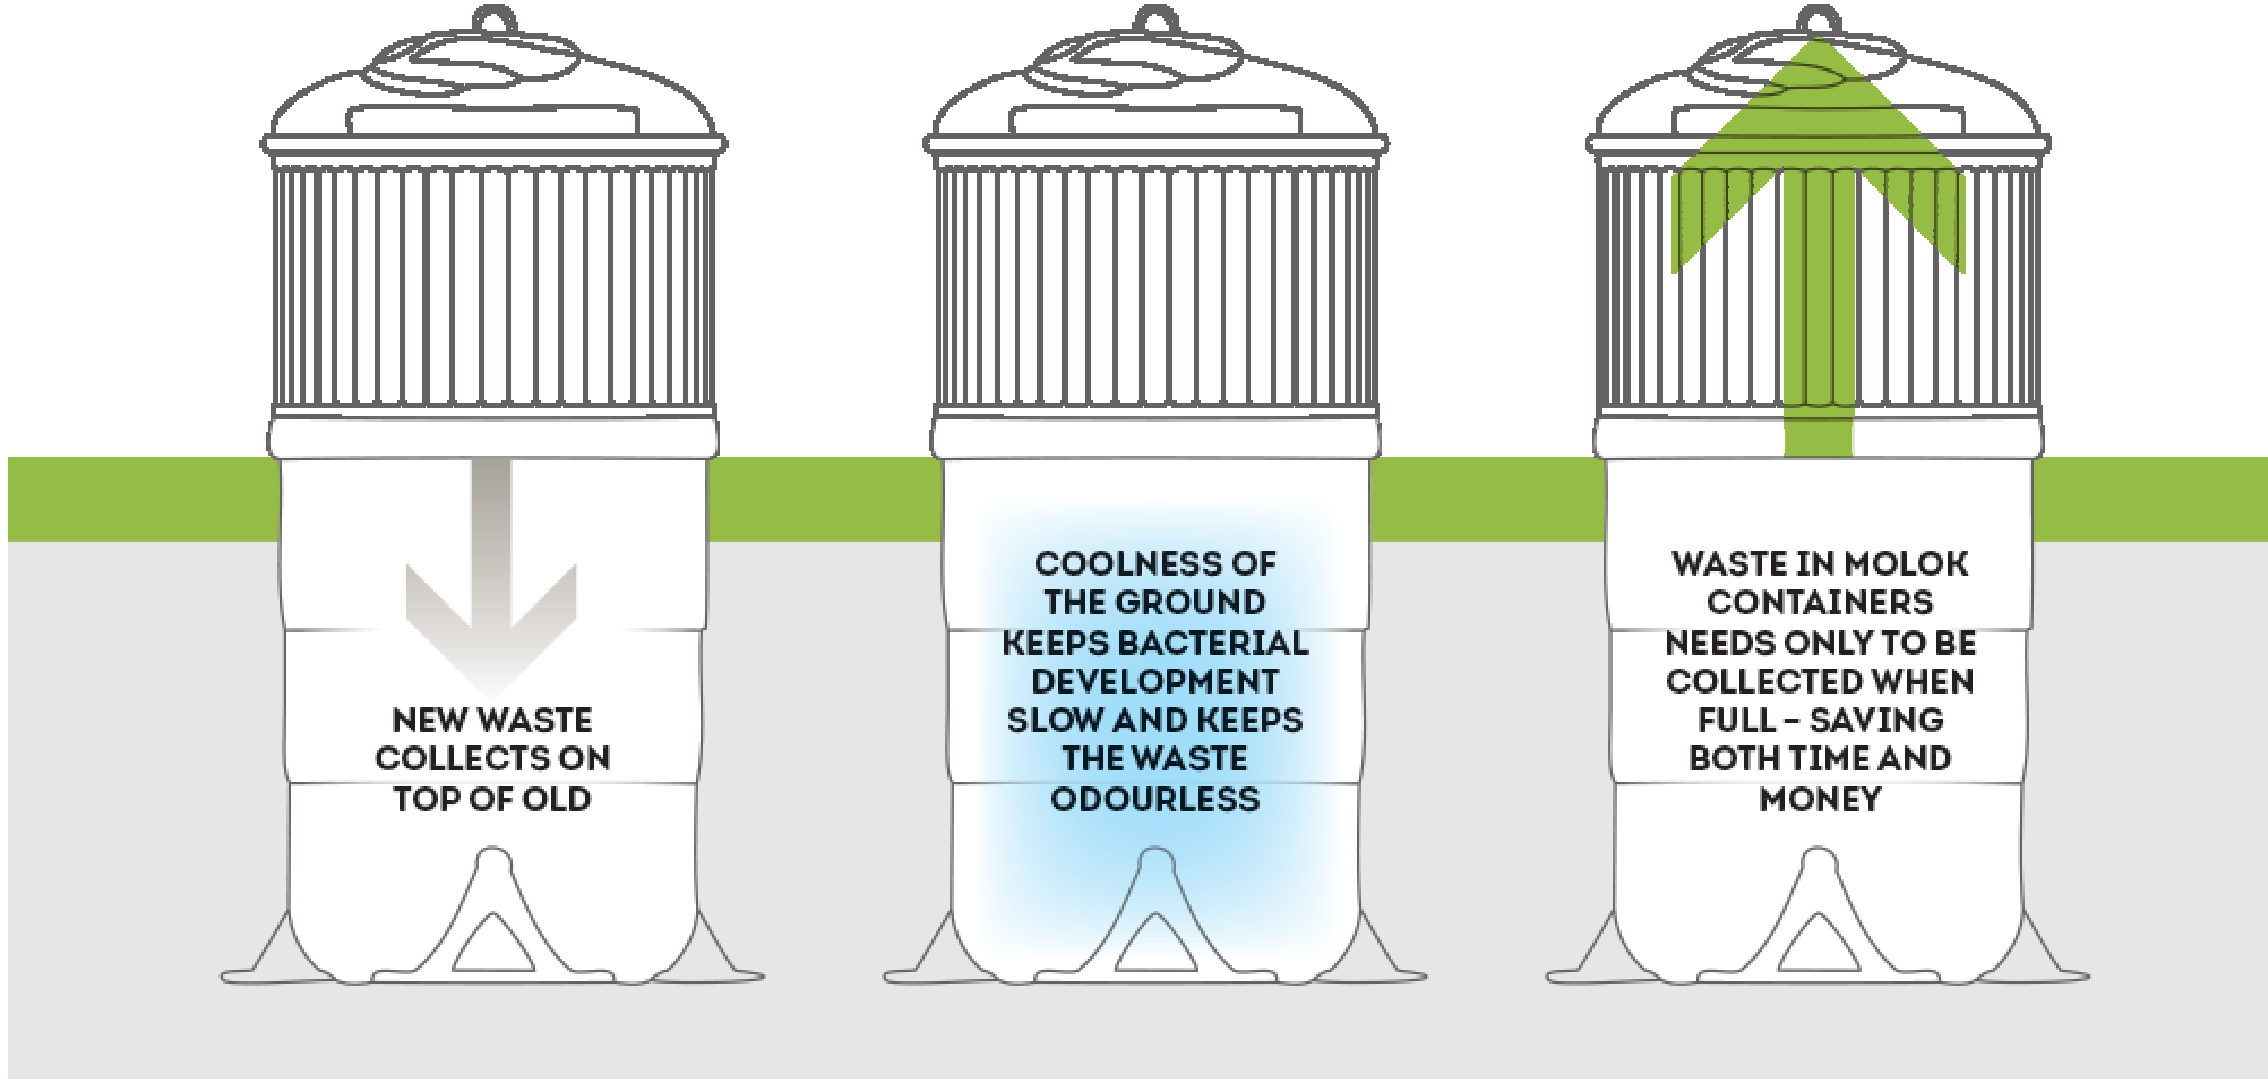 NEW WASTE
COLLECTS ON
TOP OF OLD
COOLNESS OF
THE GROUND
KEEPS BACTERIAL
DEVELOPMENT
SLOW AND KEEPS
THE WASTE
ODOURLESS
WASTE IN MOLOK
CONTAINERS
NEEDS ONLY TO BE
COLLECTED WHEN
FULL – SAVING
BOTH TIME AND
MONEY